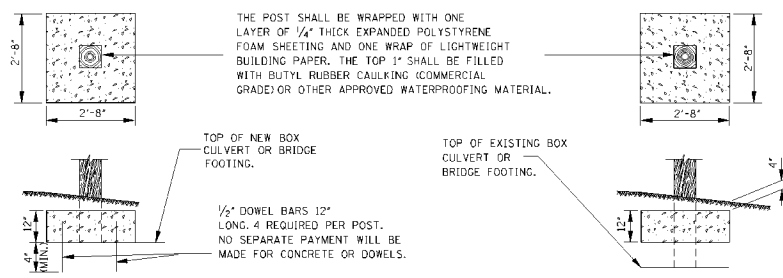 THE POST SHALL BE WRAPPED WITH ONE
LAYER OF 1/4" THICK EXPANDED POLYSTYRENE
FOAM SHEETING AND ONE WRAP OF LIGHTWEIGHT
BUILDING PAPER. THE TOP 1" SHALL BE FILLED
WITH BUTYL RUBBER CAULKING (COMMERCIAL
GRADE) OR OTHER APPROVED WATERPROOFING MATERIAL.
2'-8"
2'-8"
2'-8"
2'-8"
TOP OF NEW BOX
CULVERT OR BRIDGE
FOOTING.
TOP OF EXISTING BOX
CULVERT OR
BRIDGE FOOTING.
4"
12"
4"
(MIN.)
1/2" DOWEL BARS 12"
LONG. 4 REQUIRED PER POST.
NO SEPARATE PAYMENT WILL BE
MADE FOR CONCRETE OR DOWELS.
12"